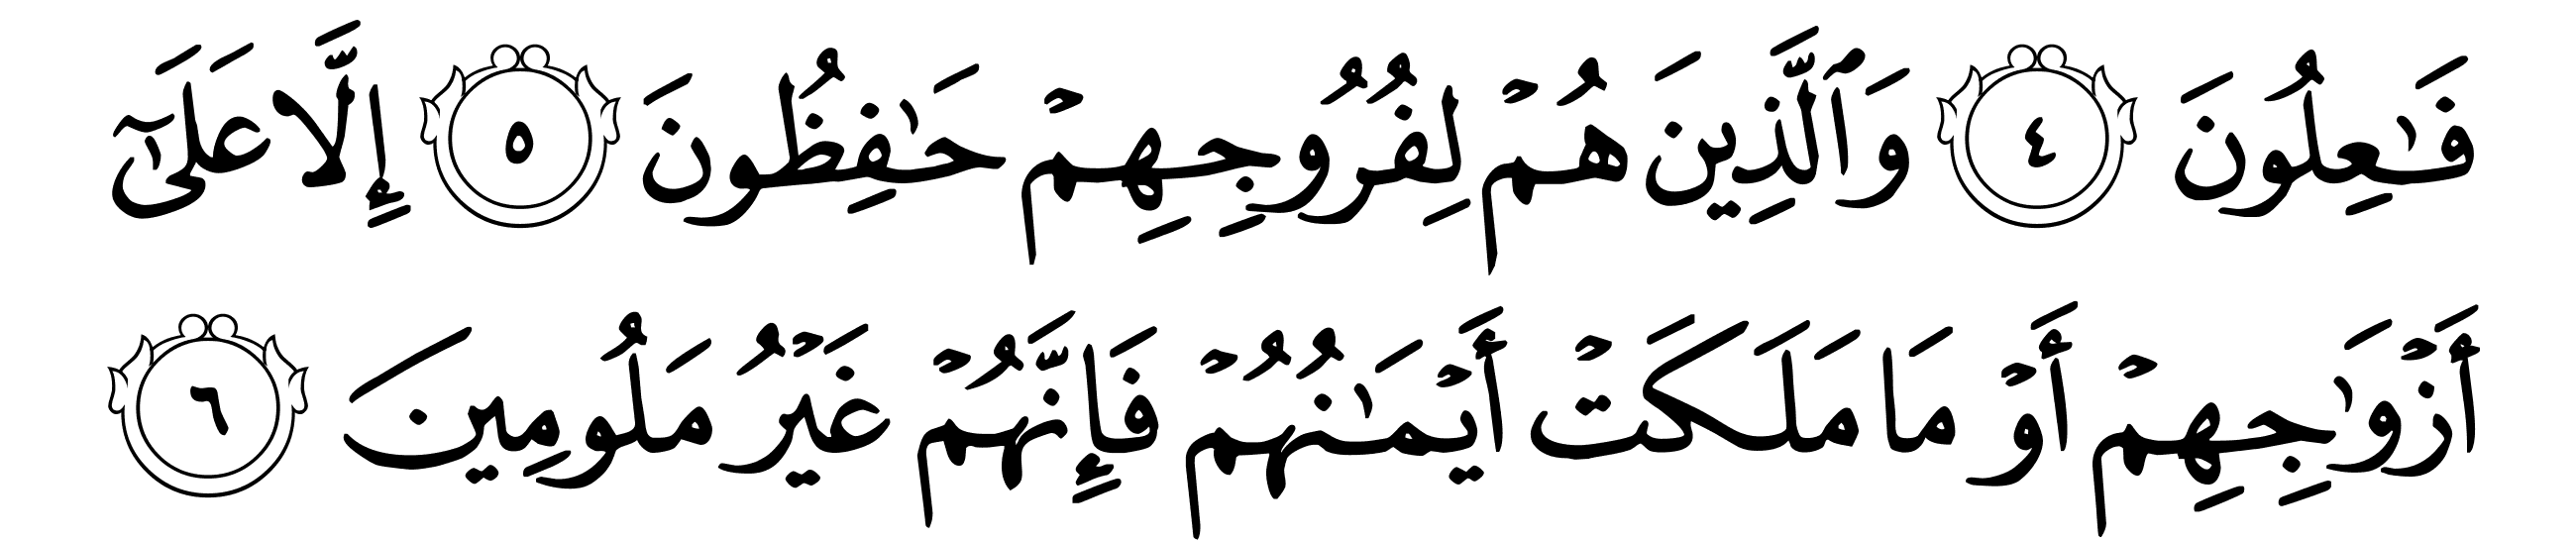 فَـٰعِلُونَ ٤ وَٱلَّذِينَ هُمْ لِفُرُوجِهِمْ حَـٰفِظُونَ ٥ إِلَّا عَلَىٰٓ
أَزْوَٰجِهِمْ أَوْ مَا مَلَكَتْ أَيْمَـٰنُهُمْ فَإِنَّهُمْ غَيْرُ مَلُومِينَ ٦